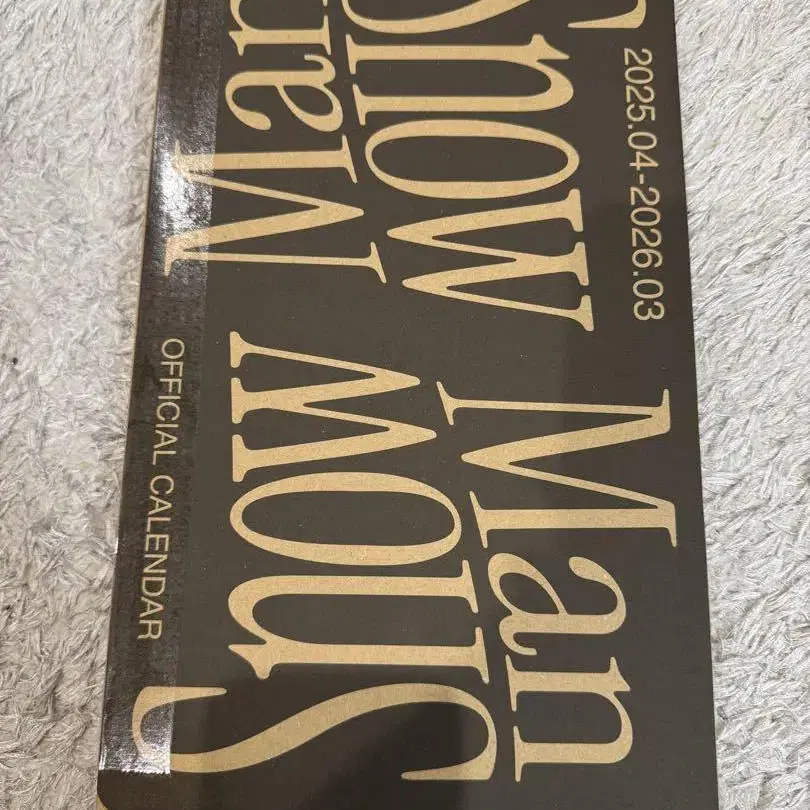 2025.04-2026.03
Snow
Man
Snow
Man
OFFICIAL CALENDAR